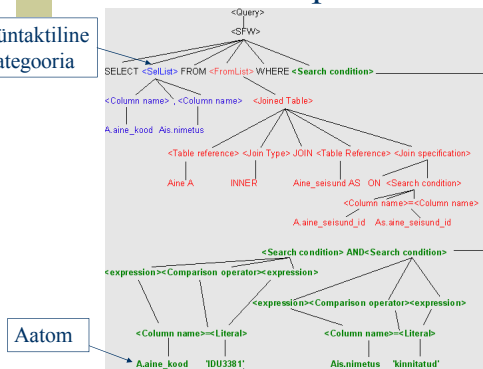 <Query>
<SFW>
üntaktiline
ategooria
SELECT <SelList> FROM <FromList> WHERE <Search condition>
<Column name> , <Column name> <Joined Table>
A.aine_kood Ais.nimetus
<Table reference> <Join Type> JOIN <Table Reference> <Join specification>
Aine A INNER Aine_seisund AS ON <Search condition>
<Column name>=<Column name>
A.aine_seisund_id As.aine_seisund_id
<Search condition> AND<Search condition>
<expression><Comparison operator><expression>
<expression><Comparison operator><expression>
<Column name>=<Literal> <Column name>=<Literal>
Aatom
A.aine_kood 'IDU3381' Ais.nimetus 'kinnitatud'